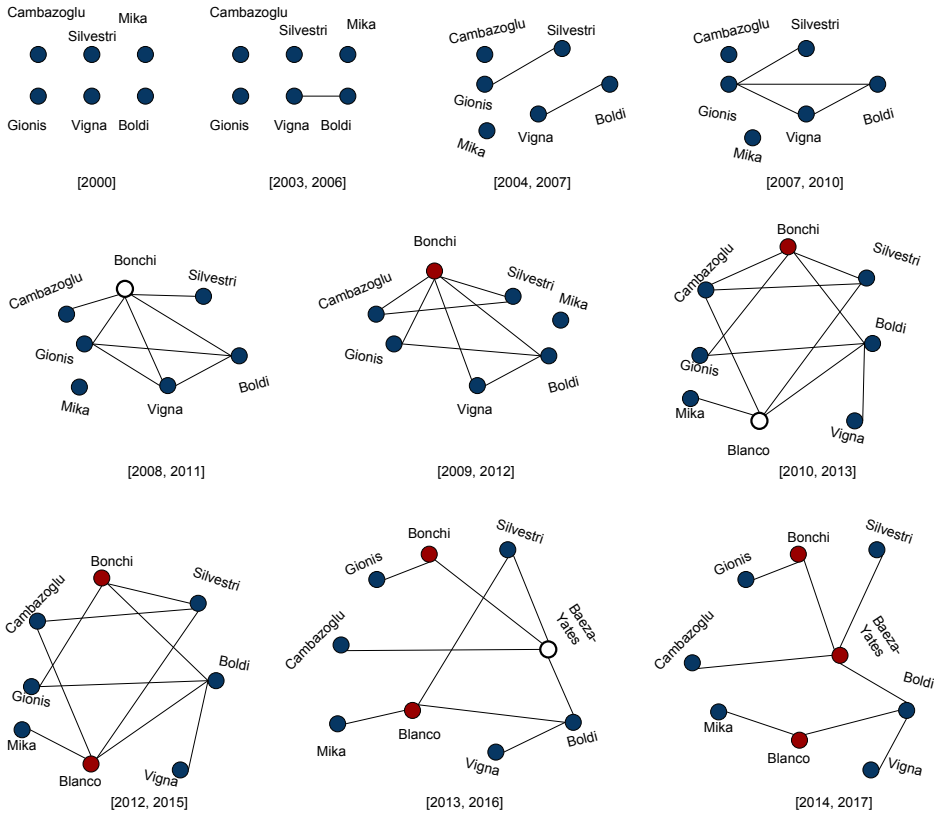 Cambazoglu
Silvestri
Mika
Gionis
Vigna
Boldi
[2000]
Cambazoglu
Silvestri
Mika
Gionis
Vigna
Boldi
[2003, 2006]
Cambazoglu
Silvestri
Gionis
Mika
Vigna
Boldi
[2004, 2007]
Cambazoglu
Silvestri
Gionis
Mika
Vigna
Boldi
[2007, 2010]
Bonchi
Cambazoglu
Silvestri
Gionis
Mika
Vigna
Boldi
[2008, 2011]
Bonchi
Cambazoglu
Silvestri
Mika
Gionis
Vigna
Boldi
[2009, 2012]
Bonchi
Cambazoglu
Silvestri
Boldi
Gionis
Mika
Blanco
Vigna
[2010, 2013]
Bonchi
Cambazoglu
Silvestri
Boldi
Gionis
Mika
Blanco
Vigna
[2012, 2015]
Silvestri
Bonchi
Gionis
Cambazoglu
Baeza-
Yates
Mika
Blanco
Boldi
Vigna
[2013, 2016]
Silvestri
Bonchi
Gionis
Cambazoglu
Baeza-
Yates
Boldi
Mika
Blanco
Vigna
[2014, 2017]